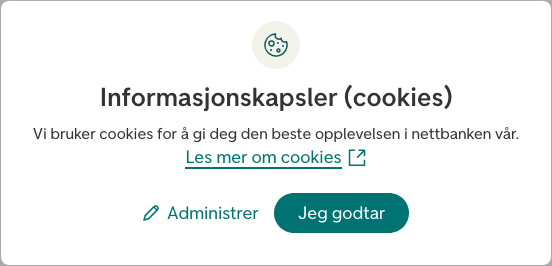 Informasjonskapsler (cookies)
Vi bruker cookies for å gi deg den beste opplevelsen i nettbanken vår.
Les mer om cookies
Administrer
Jeg godtar